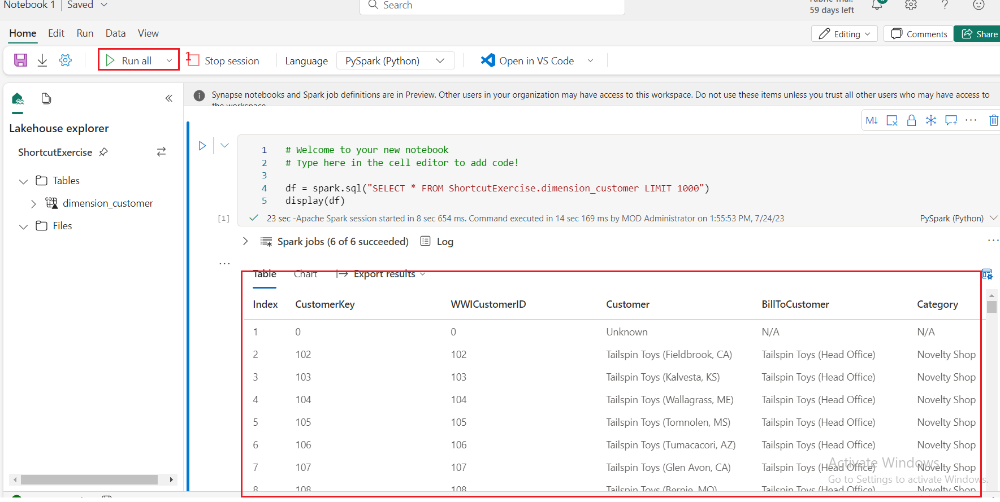 Notebook 1 | Saved
Search
Fabric Trial:
59 days left
Home Edit Run Data View
Editing Comments Share
Run all 1 Stop session Language PySpark (Python) Open in VS Code
Synapse notebooks and Spark job definitions are in Preview. Other users in your organization may have access to this workspace. Do not use these items unless you trust all other users who may have access to
the workspace.
Lakehouse explorer
ShortcutExercise
Tables
dimension_customer
Files
M↓
1 # Welcome to your new notebook
2 # Type here in the cell editor to add code!
3
4 df = spark.sql("SELECT * FROM ShortcutExercise.dimension_customer LIMIT 1000")
5 display(df)
[1] 23 sec -Apache Spark session started in 8 sec 654 ms. Command executed in 14 sec 169 ms by MOD Administrator on 1:55:53 PM, 7/24/23 PySpark (Python)
Spark jobs (6 of 6 succeeded) Log
Table Chart Export results
Index CustomerKey WWICustomerID Customer BillToCustomer Category
1 0 0 Unknown N/A N/A
2 102 102 Tailspin Toys (Fieldbrook, CA) Tailspin Toys (Head Office) Novelty Shop
3 103 103 Tailspin Toys (Kalvesta, KS) Tailspin Toys (Head Office) Novelty Shop
4 104 104 Tailspin Toys (Wallagrass, ME) Tailspin Toys (Head Office) Novelty Shop
5 105 105 Tailspin Toys (Tomnolen, MS) Tailspin Toys (Head Office) Novelty Shop
6 106 106 Tailspin Toys (Tumacacori, AZ) Tailspin Toys (Head Office) Novelty Shop
7 107 107 Tailspin Toys (Glen Avon, CA) Tailspin Toys (Head Office) Novelty Shop
8 108 108 Tailspin Toys (Bernie, MO) Tailspin Toys (Head Office) Novelty Shop
Activate Windows
Go to Settings to activate Windows.